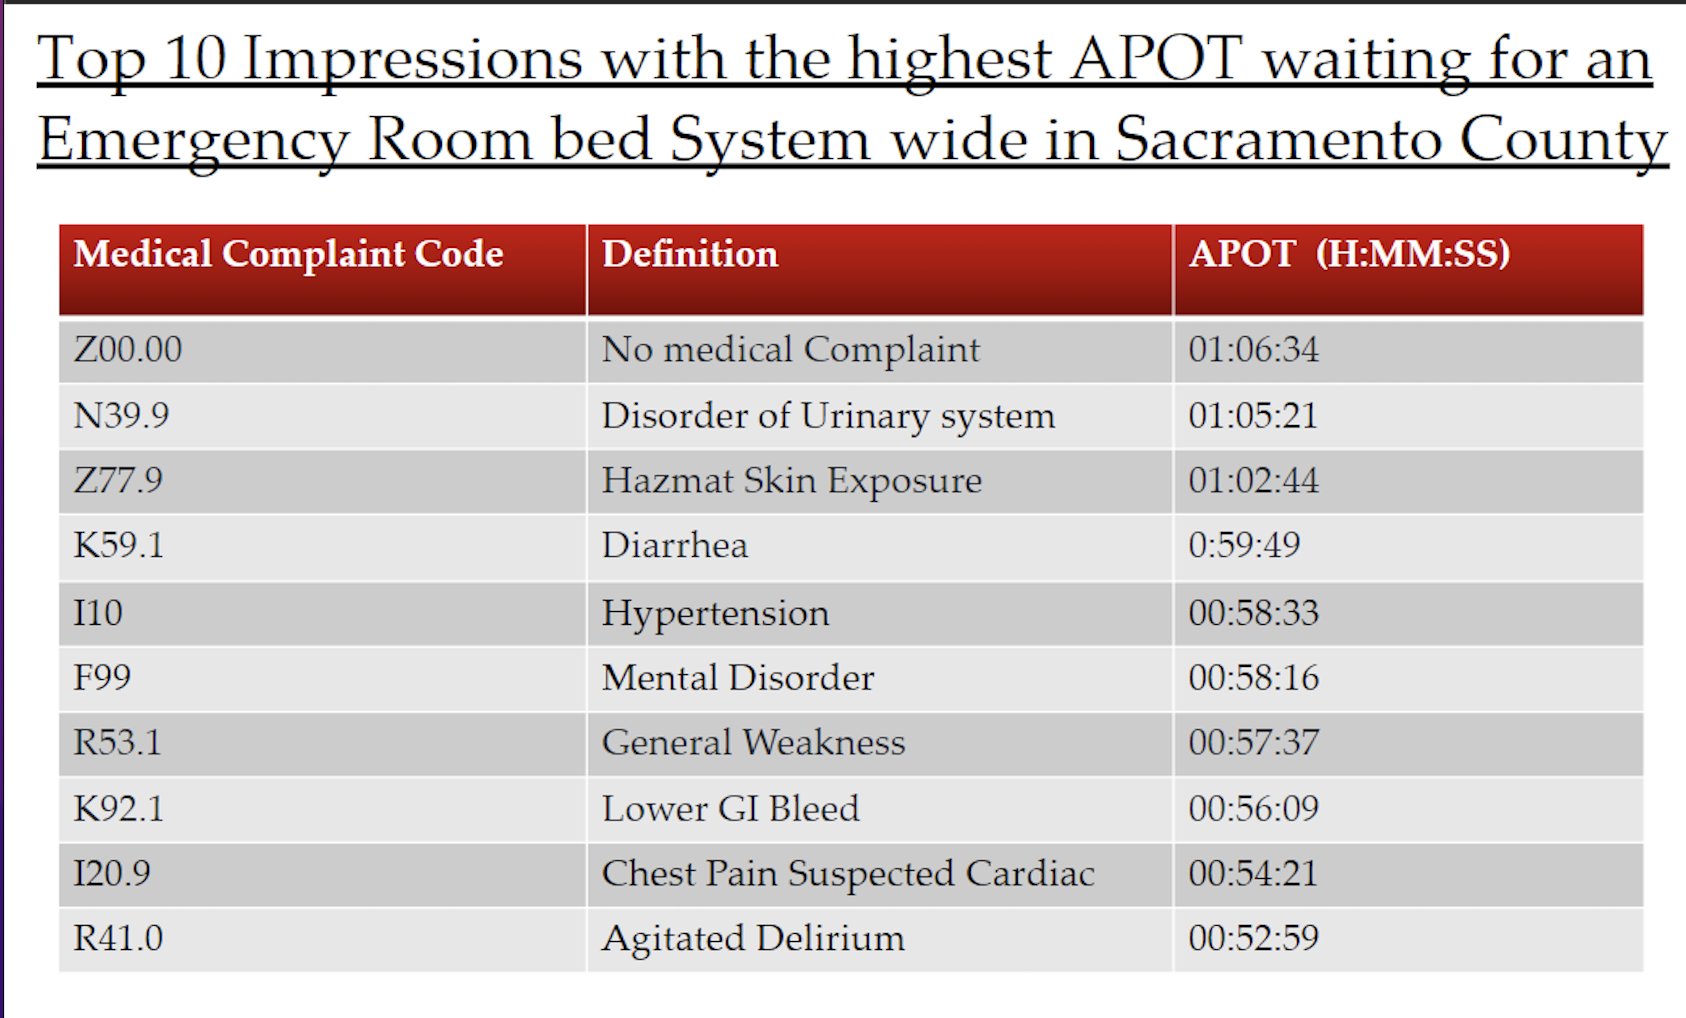 Top 10 Impressions with the highest APOT waiting for an
Emergency Room bed System wide in Sacramento County
Medical Complaint Code Definition APOT (H:MM:SS)
Z00.00 No medical Complaint 01:06:34
N39.9 Disorder of Urinary system 01:05:21
Z77.9 Hazmat Skin Exposure 01:02:44
K59.1 Diarrhea 0:59:49
I10 Hypertension 00:58:33
F99 Mental Disorder 00:58:16
R53.1 General Weakness 00:57:37
K92.1 Lower GI Bleed 00:56:09
I20.9 Chest Pain Suspected Cardiac 00:54:21
R41.0 Agitated Delirium 00:52:59